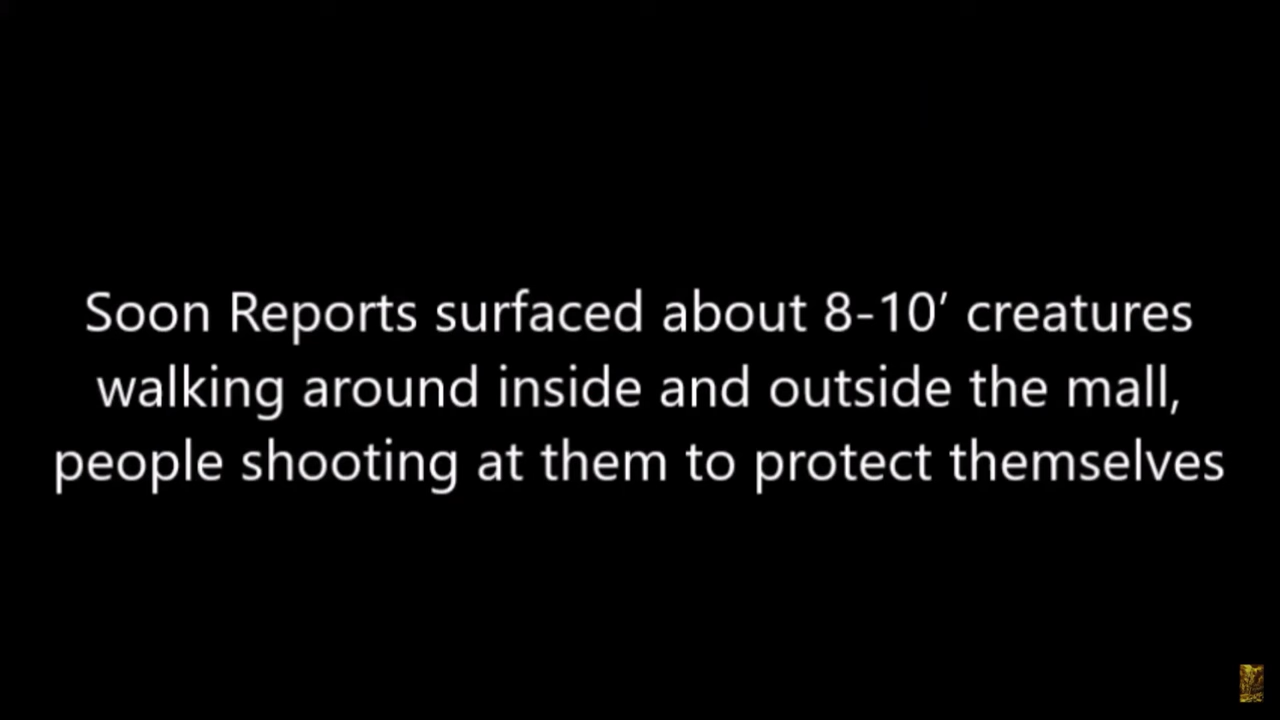 Soon Reports surfaced about 8-10’ creatures
walking around inside and outside the mall,
people shooting at them to protect themselves